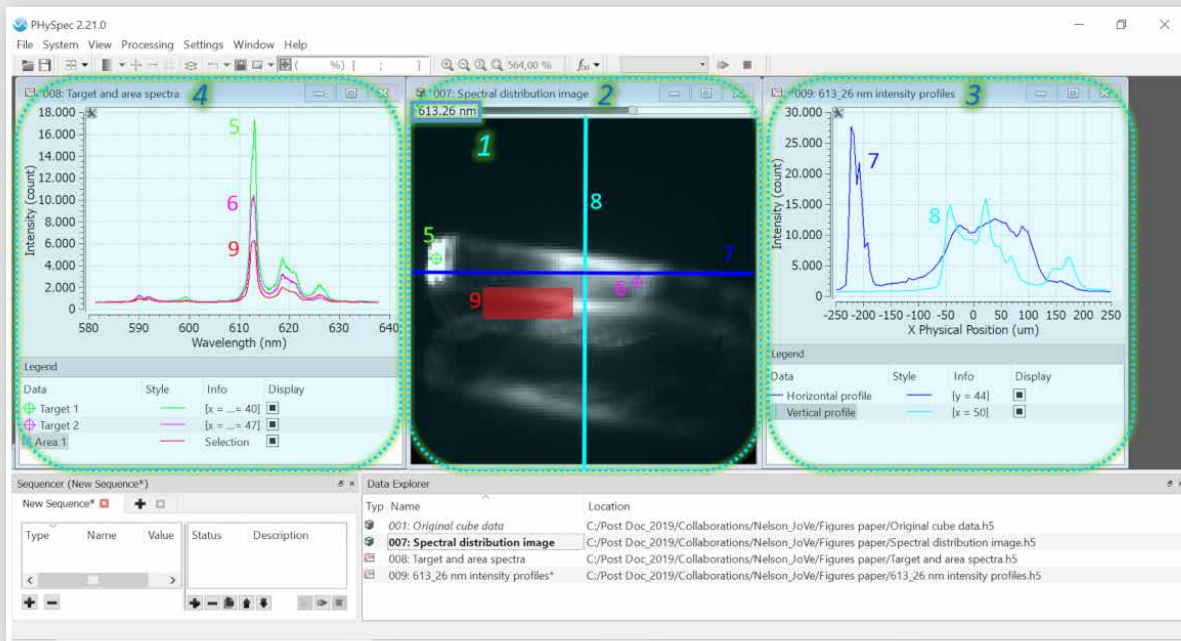 PHySpec 2.21.0
File System View Processing Settings Window Help
( %) [ ; ] 564,00 % f(x)
008: Target and area spectra 4
18.000
16.000
14.000
12.000
10.000
8.000
6.000
4.000
2.000
0
Intensity (count)
5
6
9
580 590 600 610 620 630 640
Wavelength (nm)
Legend
Data Style Info Display
Target 1 [x = ...= 40]
Target 2 [x = ...= 47]
Area 1 Selection
007: Spectral distribution image 2
613.26 nm
1
8
5
7
6
9
009: 613_26 nm intensity profiles 3
30.000
25.000
20.000
15.000
10.000
5.000
0
Intensity (count)
7
8
-250 -200 -150 -100 -50 0 50 100 150 200 250
X Physical Position (um)
Legend
Data Style Info Display
Horizontal profile [y = 44]
Vertical profile [x = 50]
Sequencer (New Sequence*)
New Sequence*
Type Name Value
Status Description
Data Explorer
Typ Name Location
001: Original cube data C:/Post Doc_2019/Collaborations/Nelson_JoVe/Figures paper/Original cube data.h5
007: Spectral distribution image C:/Post Doc_2019/Collaborations/Nelson_JoVe/Figures paper/Spectral distribution image.h5
008: Target and area spectra C:/Post Doc_2019/Collaborations/Nelson_JoVe/Figures paper/Target and area spectra.h5
009: 613_26 nm intensity profiles* C:/Post Doc_2019/Collaborations/Nelson_JoVe/Figures paper/613_26 nm intensity profiles.h5